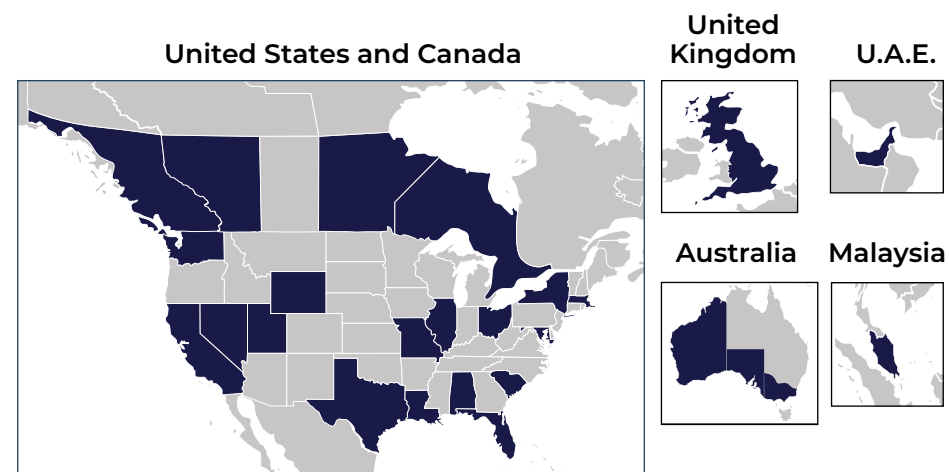 United States and Canada
United
Kingdom
U.A.E.
Australia
Malaysia